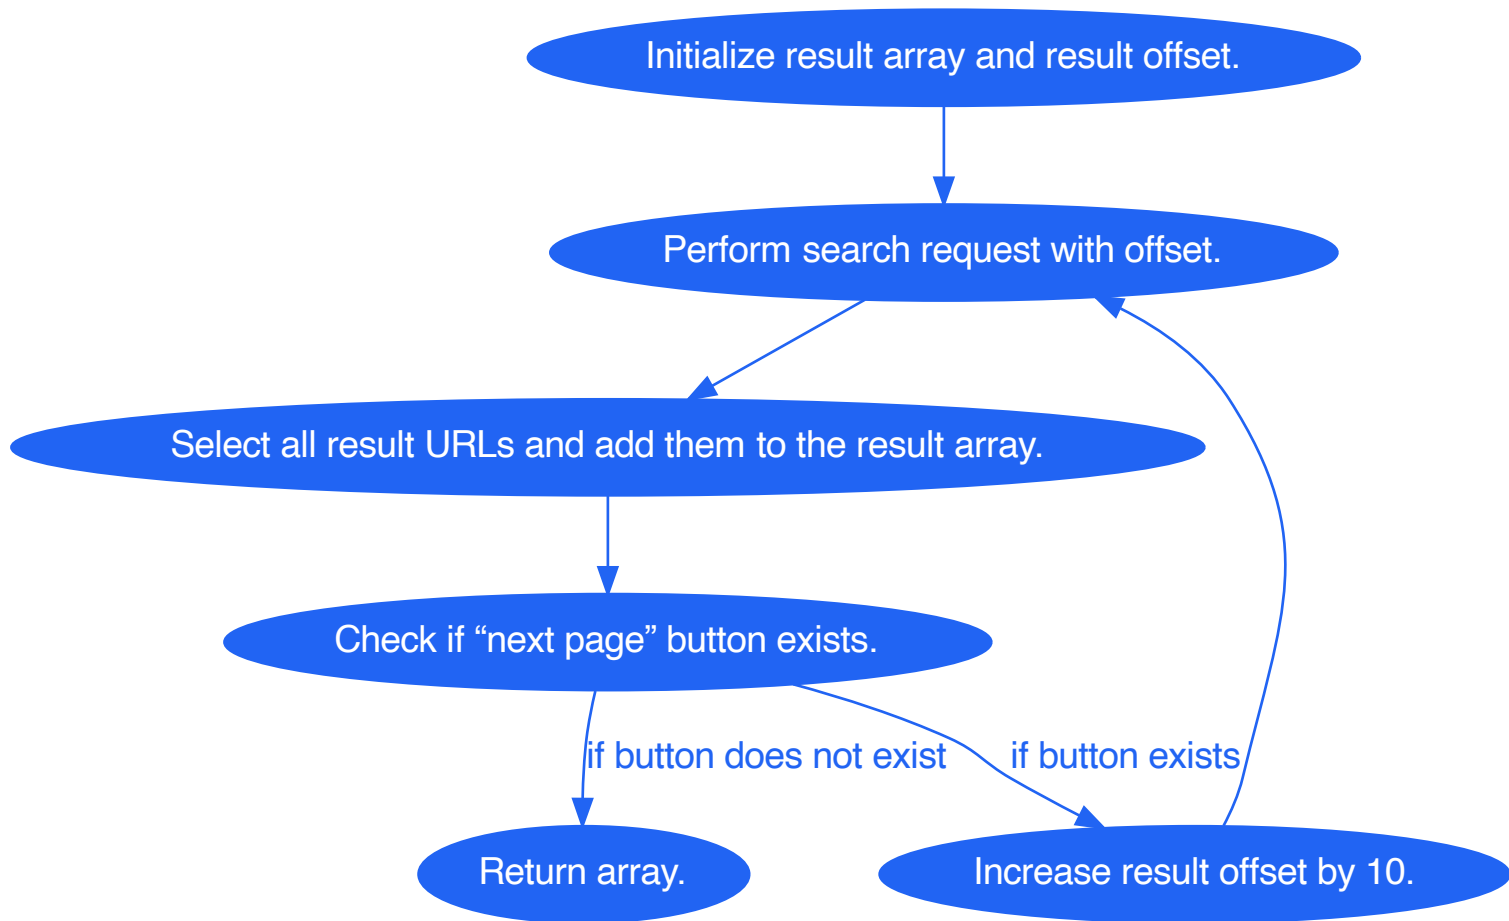 Initialize result array and result offset.
Perform search request with offset.
Select all result URLs and add them to the result array.
Check if “next page” button exists.
if button does not exist
if button exists
Return array.
Increase result offset by 10.